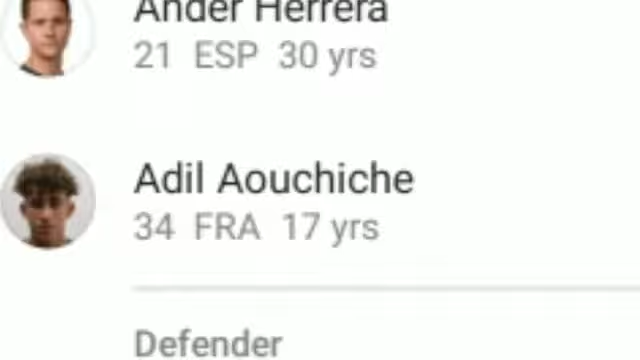 Ander Herrera
21 ESP 30 yrs
Adil Aouchiche
34 FRA 17 yrs
Defender